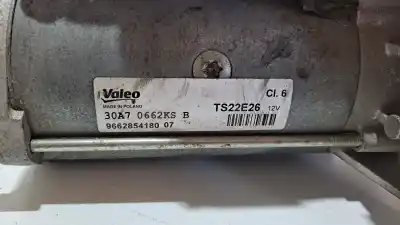 Valeo
MADE IN POLAND
Cl. 6
TS22E26 12V
30A7 0662KS B
9662854180 07